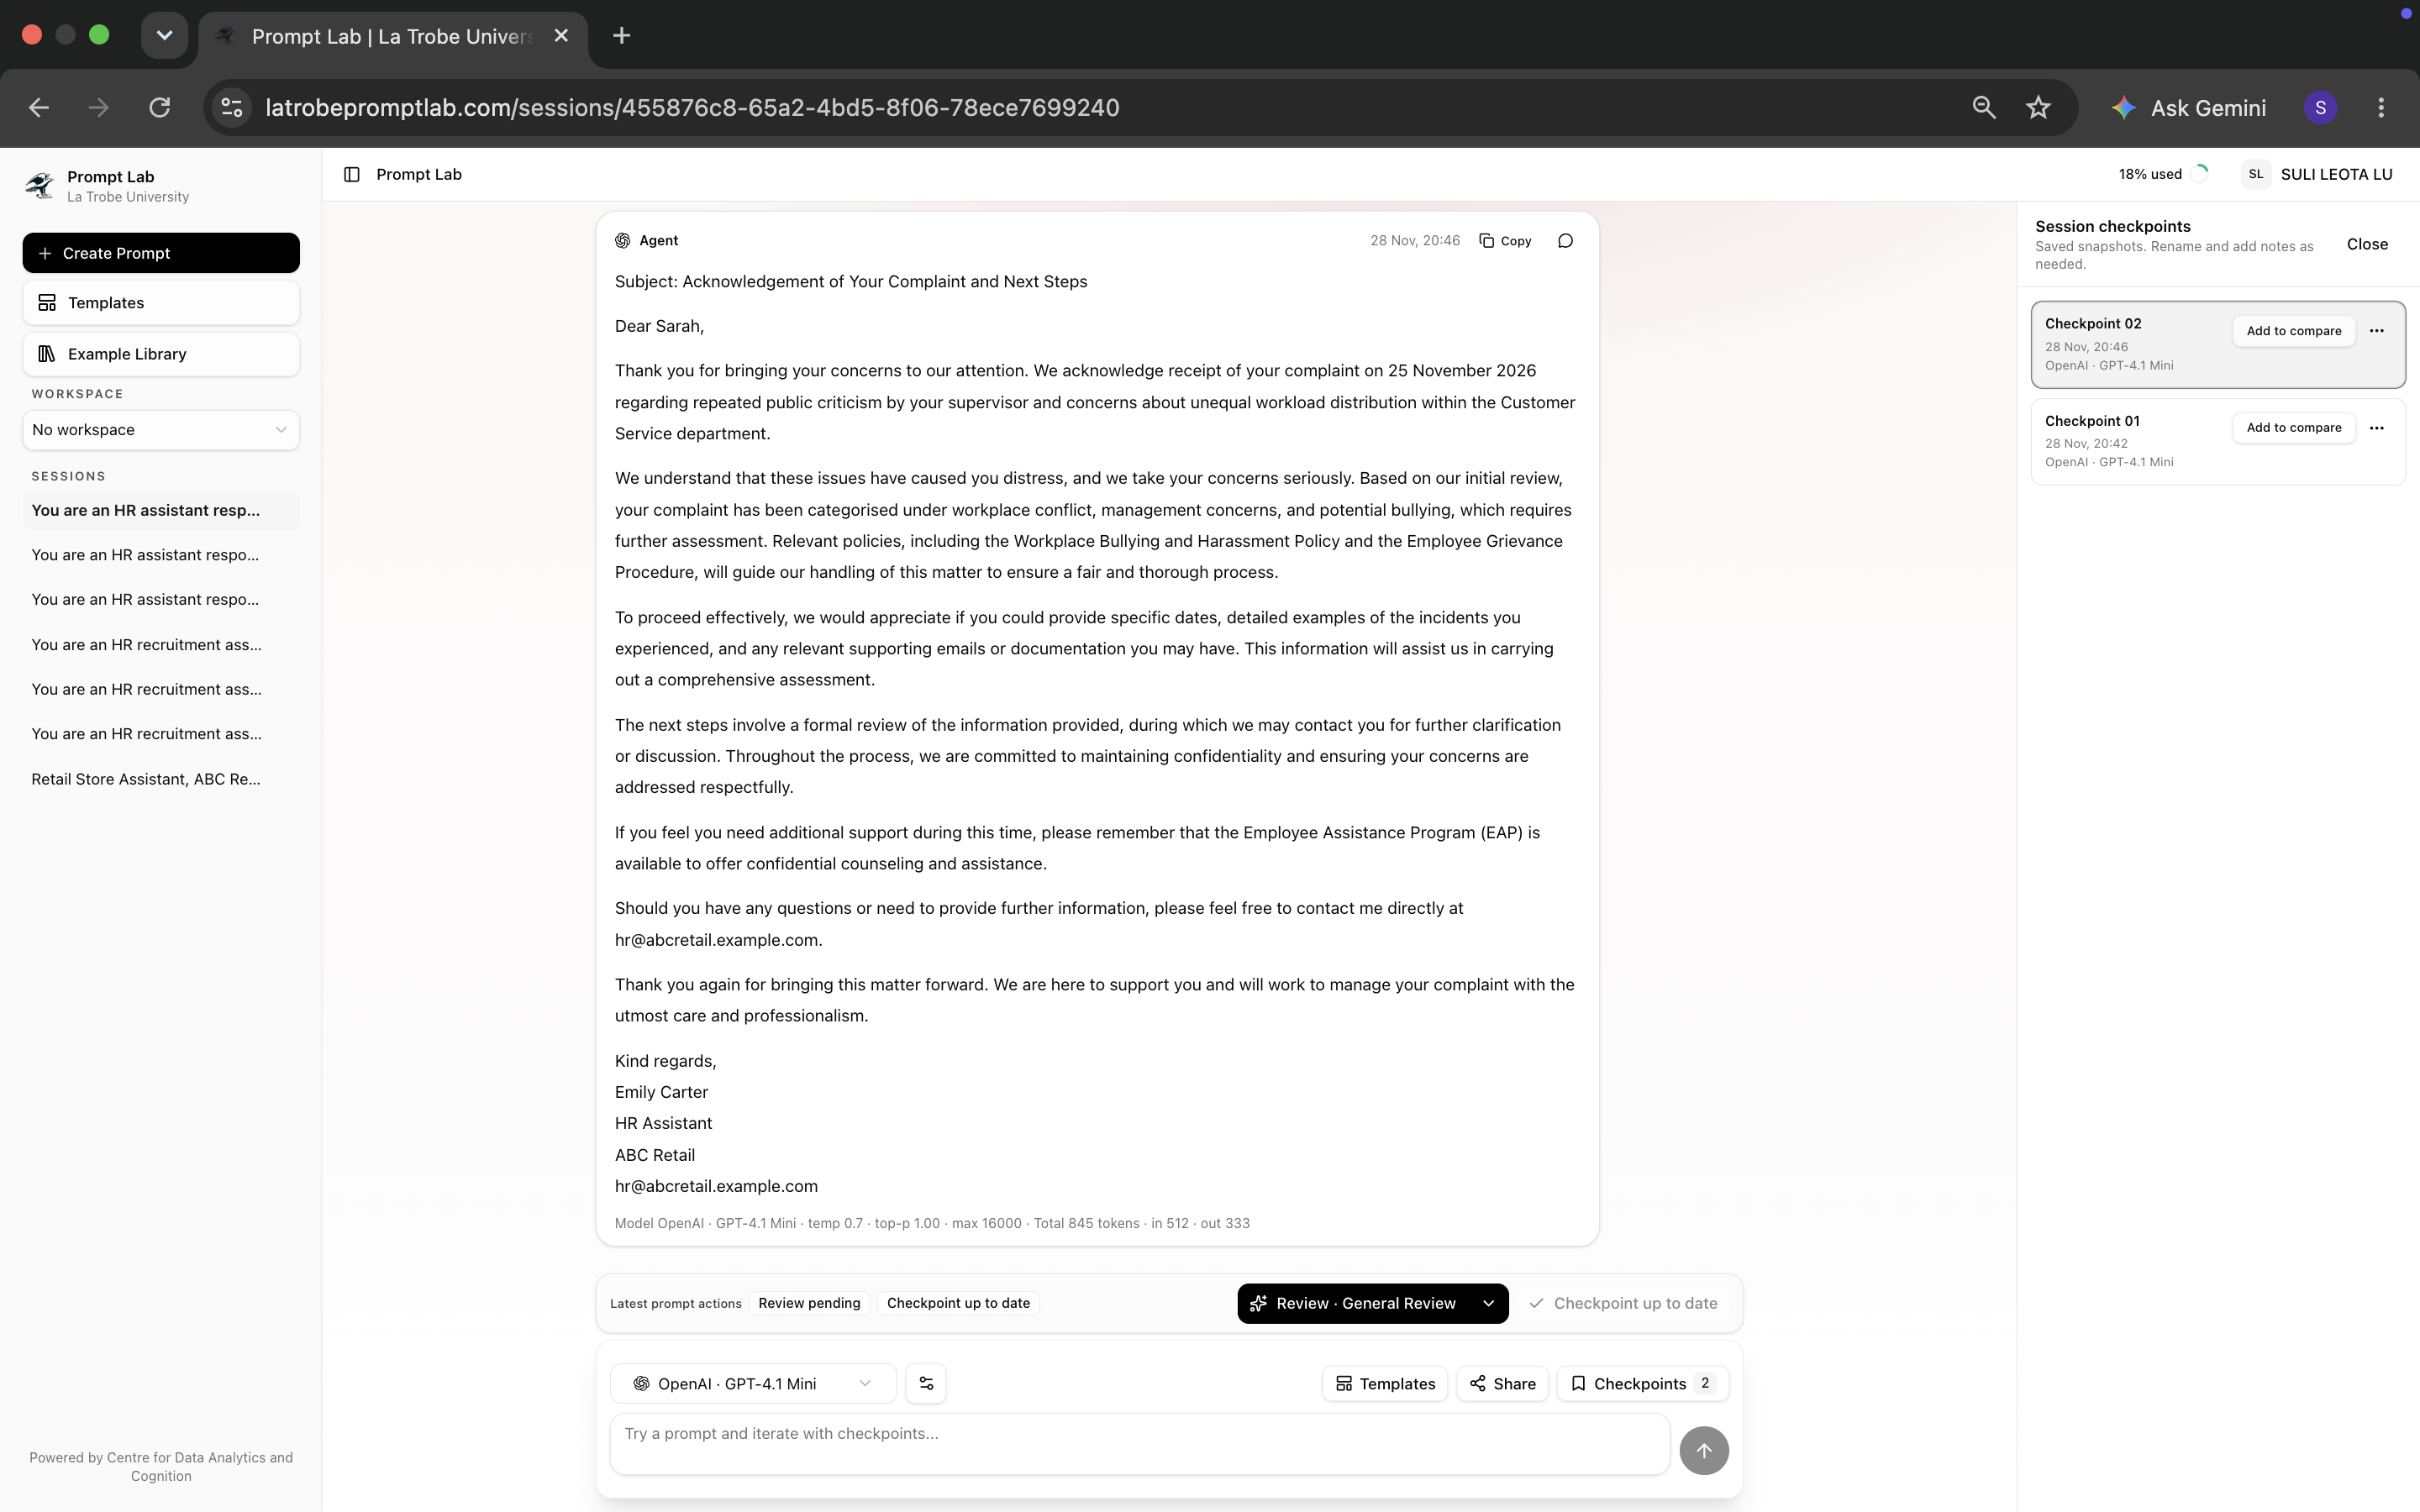 Prompt Lab | La Trobe Univers
latrobepromptlab.com/sessions/455876c8-65a2-4bd5-8f06-78ece7699240
Ask Gemini
S
Prompt Lab
La Trobe University
Create Prompt
Templates
Example Library
WORKSPACE
No workspace
SESSIONS
You are an HR assistant resp...
You are an HR assistant respo...
You are an HR assistant respo...
You are an HR recruitment ass...
You are an HR recruitment ass...
You are an HR recruitment ass...
Retail Store Assistant, ABC Re...
Powered by Centre for Data Analytics and
Cognition
Prompt Lab
18% used
SL
SULI LEOTA LU
Agent
28 Nov, 20:46
Copy
Subject: Acknowledgement of Your Complaint and Next Steps
Dear Sarah,
Thank you for bringing your concerns to our attention. We acknowledge receipt of your complaint on 25 November 2026
regarding repeated public criticism by your supervisor and concerns about unequal workload distribution within the Customer
Service department.
We understand that these issues have caused you distress, and we take your concerns seriously. Based on our initial review,
your complaint has been categorised under workplace conflict, management concerns, and potential bullying, which requires
further assessment. Relevant policies, including the Workplace Bullying and Harassment Policy and the Employee Grievance
Procedure, will guide our handling of this matter to ensure a fair and thorough process.
To proceed effectively, we would appreciate if you could provide specific dates, detailed examples of the incidents you
experienced, and any relevant supporting emails or documentation you may have. This information will assist us in carrying
out a comprehensive assessment.
The next steps involve a formal review of the information provided, during which we may contact you for further clarification
or discussion. Throughout the process, we are committed to maintaining confidentiality and ensuring your concerns are
addressed respectfully.
If you feel you need additional support during this time, please remember that the Employee Assistance Program (EAP) is
available to offer confidential counseling and assistance.
Should you have any questions or need to provide further information, please feel free to contact me directly at
hr@abcretail.example.com.
Thank you again for bringing this matter forward. We are here to support you and will work to manage your complaint with the
utmost care and professionalism.
Kind regards,
Emily Carter
HR Assistant
ABC Retail
hr@abcretail.example.com
Model OpenAI · GPT-4.1 Mini · temp 0.7 · top-p 1.00 · max 16000 · Total 845 tokens · in 512 · out 333
Latest prompt actions
Review pending
Checkpoint up to date
Review · General Review
Checkpoint up to date
OpenAI · GPT-4.1 Mini
Templates
Share
Checkpoints 2
Try a prompt and iterate with checkpoints...
Session checkpoints
Saved snapshots. Rename and add notes as
needed.
Close
Checkpoint 02
28 Nov, 20:46
OpenAI · GPT-4.1 Mini
Add to compare
Checkpoint 01
28 Nov, 20:42
OpenAI · GPT-4.1 Mini
Add to compare